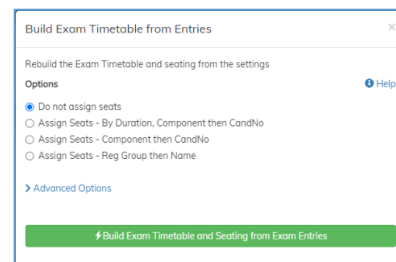 Build Exam Timetable from Entries ×
Rebuild the Exam Timetable and seating from the settings
Options Help
Do not assign seats
Assign Seats - By Duration, Component then CandNo
Assign Seats - Component then CandNo
Assign Seats - Reg Group then Name
Advanced Options
Build Exam Timetable and Seating from Exam Entries